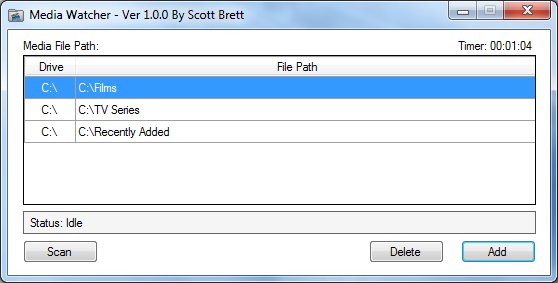 Media Watcher - Ver 1.0.0 By Scott Brett
Media File Path: Timer: 00:01:04
Drive File Path
C:\ C:\Films
C:\ C:\TV Series
C:\ C:\Recently Added
Status: Idle
Scan Delete Add